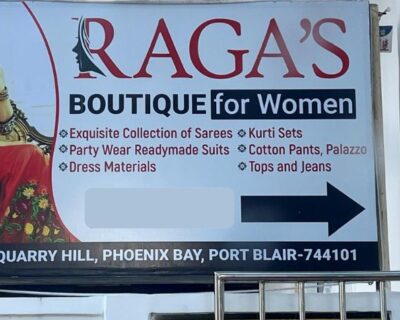 RAGA'S
BOUTIQUE for Women
Exquisite Collection of Sarees
Party Wear Readymade Suits
Dress Materials
Kurti Sets
Cotton Pants, Palazzo
Tops and Jeans
QUARRY HILL, PHOENIX BAY, PORT BLAIR-744101